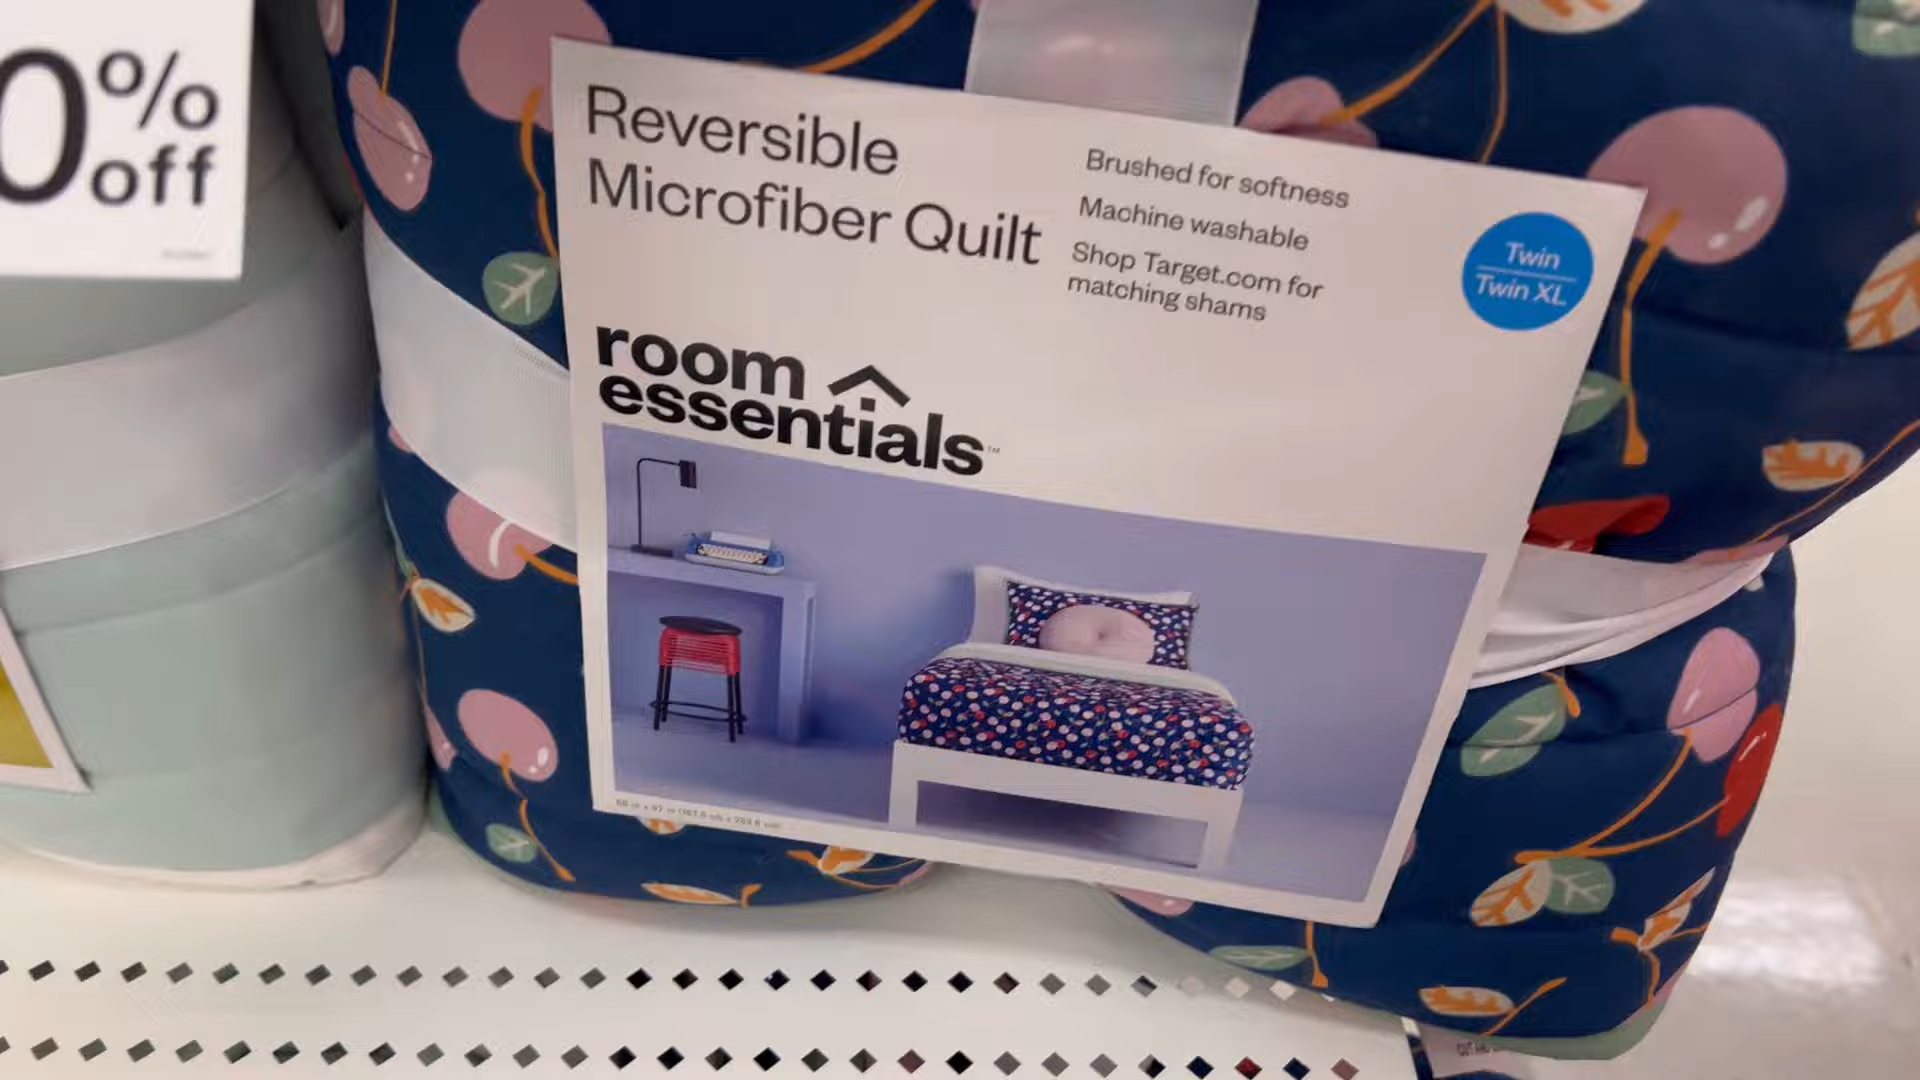 0%
off
Reversible
Microfiber Quilt
Brushed for softness
Machine washable
Shop Target.com for
matching shams
Twin
Twin XL
room
essentials™